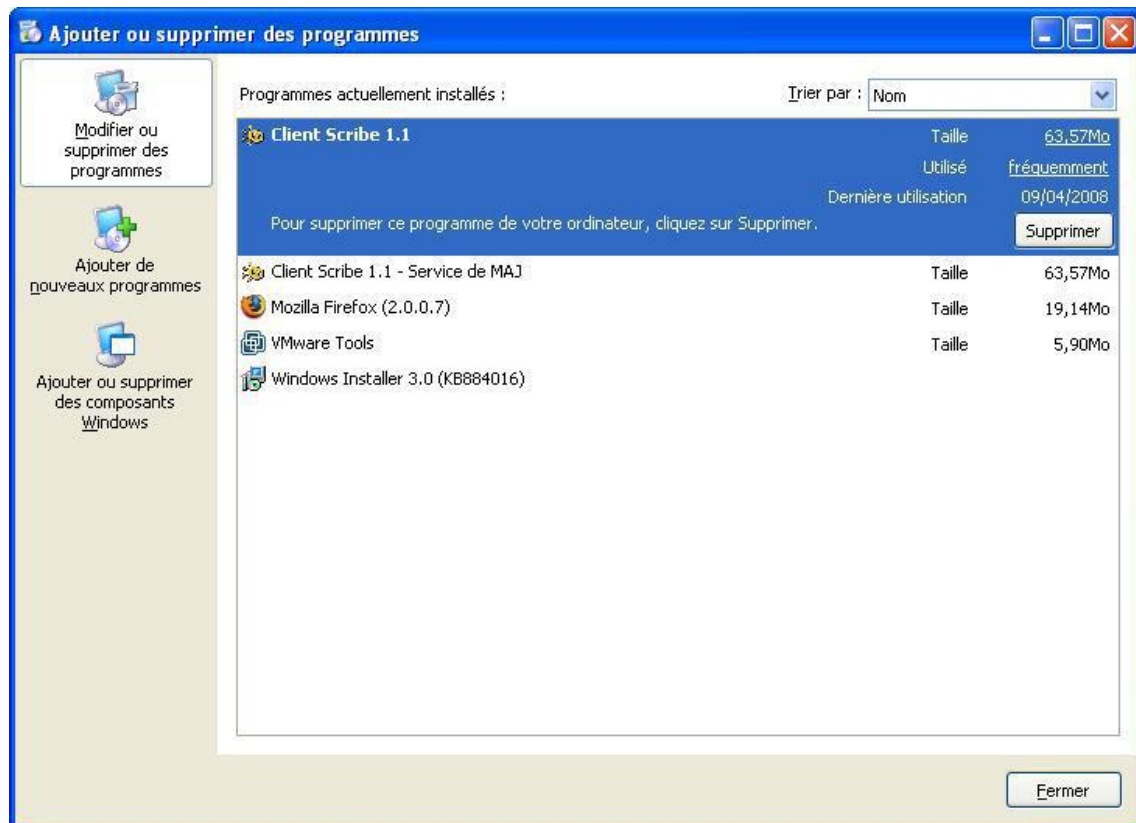 Ajouter ou supprimer des programmes
Modifier ou
supprimer des
programmes
Ajouter de
nouveaux programmes
Ajouter ou supprimer
des composants
Windows
Programmes actuellement installés :
Trier par : Nom
Client Scribe 1.1 Taille 63,57Mo
Utilisé fréquemment
Dernière utilisation 09/04/2008
Pour supprimer ce programme de votre ordinateur, cliquez sur Supprimer. Supprimer
Client Scribe 1.1 - Service de MAJ Taille 63,57Mo
Mozilla Firefox (2.0.0.7) Taille 19,14Mo
VMware Tools Taille 5,90Mo
Windows Installer 3.0 (KB884016)
Fermer